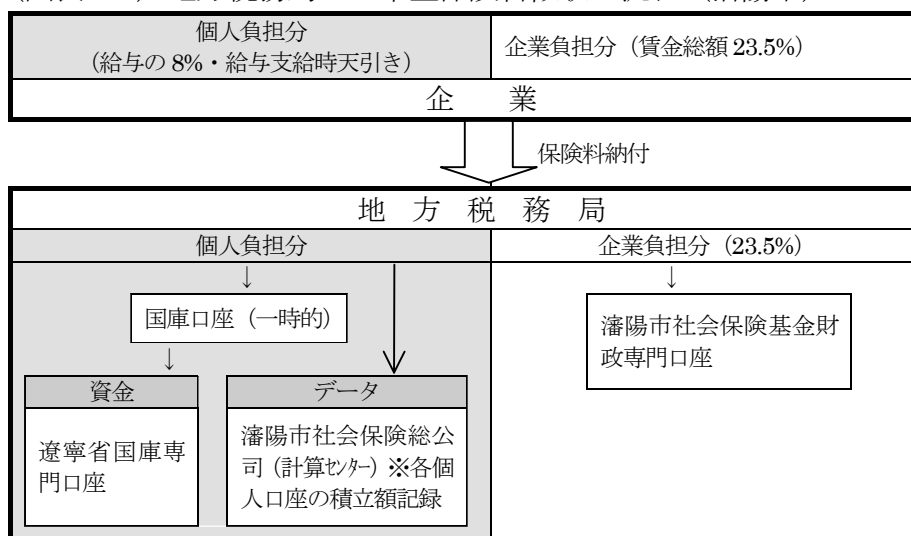 個人負担分
(給与の 8%・給与支給時天引き)
企業負担分（賃金総額 23.5%）
企　業
保険料納付
地 方 税 務 局
個人負担分
企業負担分（23.5%）
↓
↓
国庫口座（一時的）
瀋陽市社会保険基金財
政専門口座
↓
資金
データ
遼寧省国庫専
門口座
瀋陽市社会保険総公
司（計算ｾﾝﾀｰ）※各個
人口座の積立額記録